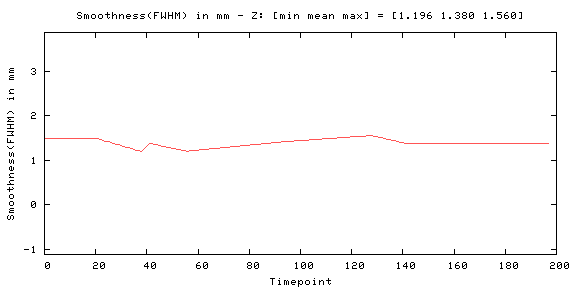 Smoothness(FWHM) in mm - Z: [min mean max] = [1.196 1.380 1.560]
Smoothness(FWHM) in mm
3
2
1
0
-1
0 20 40 60 80 100 120 140 160 180 200
Timepoint